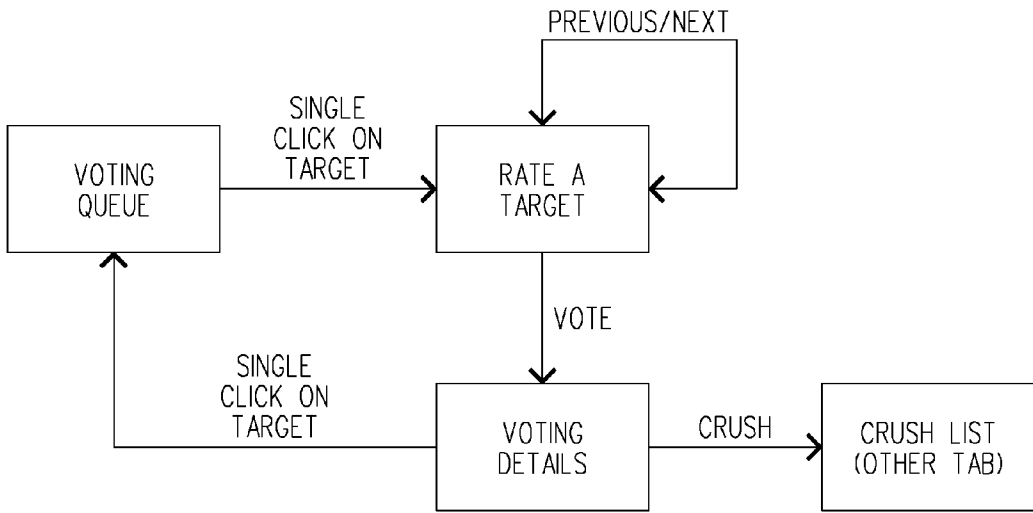 PREVIOUS/NEXT
SINGLE
CLICK ON
TARGET
VOTING
QUEUE
RATE A
TARGET
VOTE
SINGLE
CLICK ON
TARGET
VOTING
DETAILS
CRUSH
CRUSH LIST
(OTHER TAB)